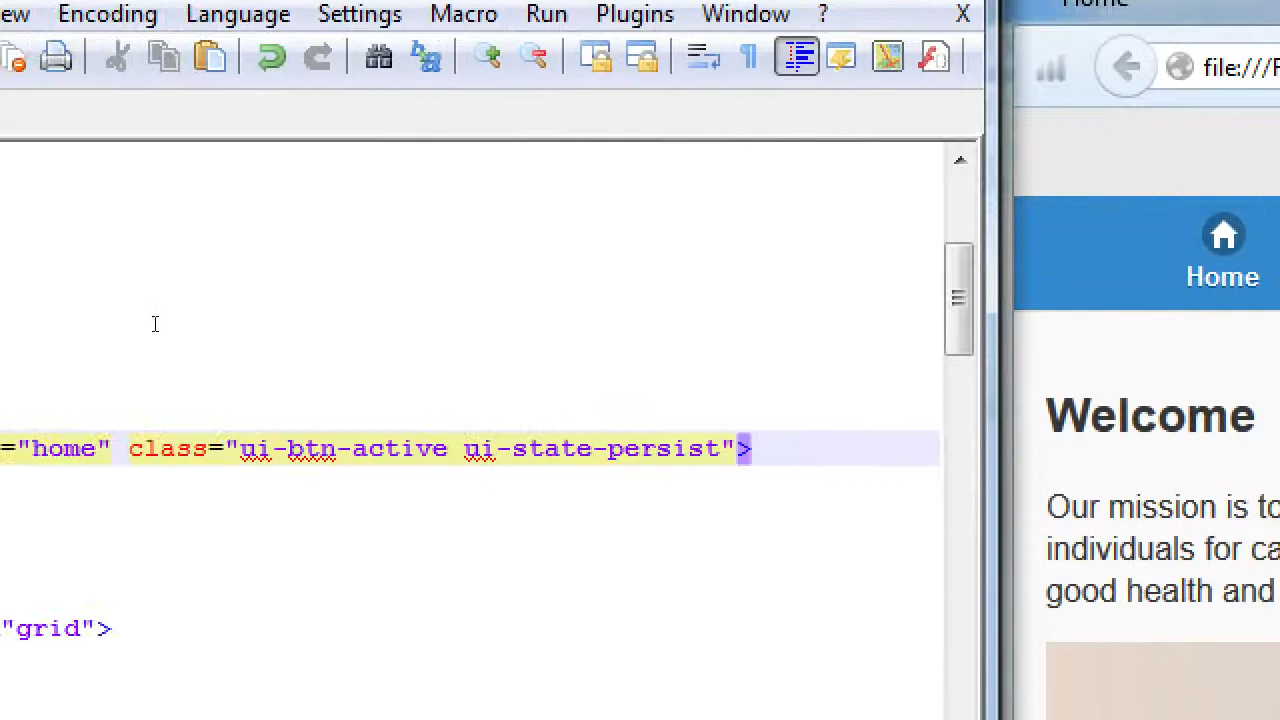 ew Encoding Language Settings Macro Run Plugins Window ? X
Home
file:///F
Home
Welcome
="home" class="ui-btn-active ui-state-persist">
Our mission is to
individuals for ca
good health and
"grid">